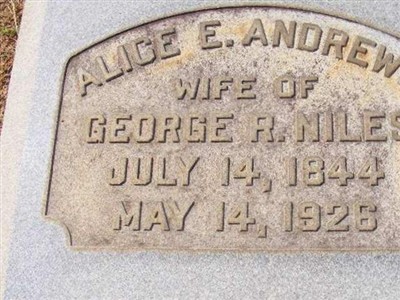 ALICE E. ANDREW
WIFE OF
GEORGE R. NILES
JULY 14, 1844
MAY 14, 1926